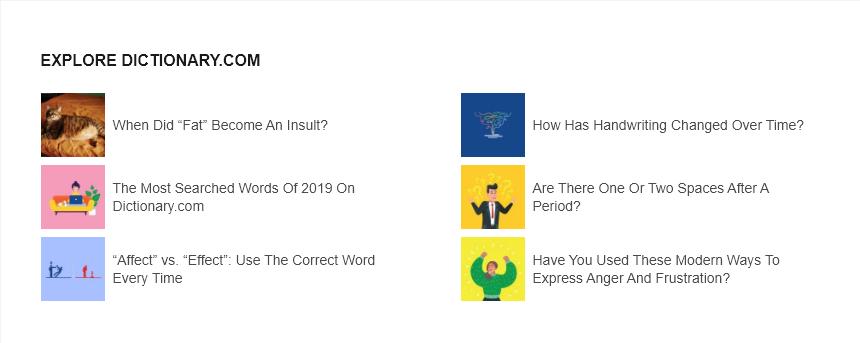 EXPLORE DICTIONARY.COM
When Did “Fat” Become An Insult?
The Most Searched Words Of 2019 On
Dictionary.com
“Affect” vs. “Effect”: Use The Correct Word
Every Time
How Has Handwriting Changed Over Time?
Are There One Or Two Spaces After A
Period?
Have You Used These Modern Ways To
Express Anger And Frustration?